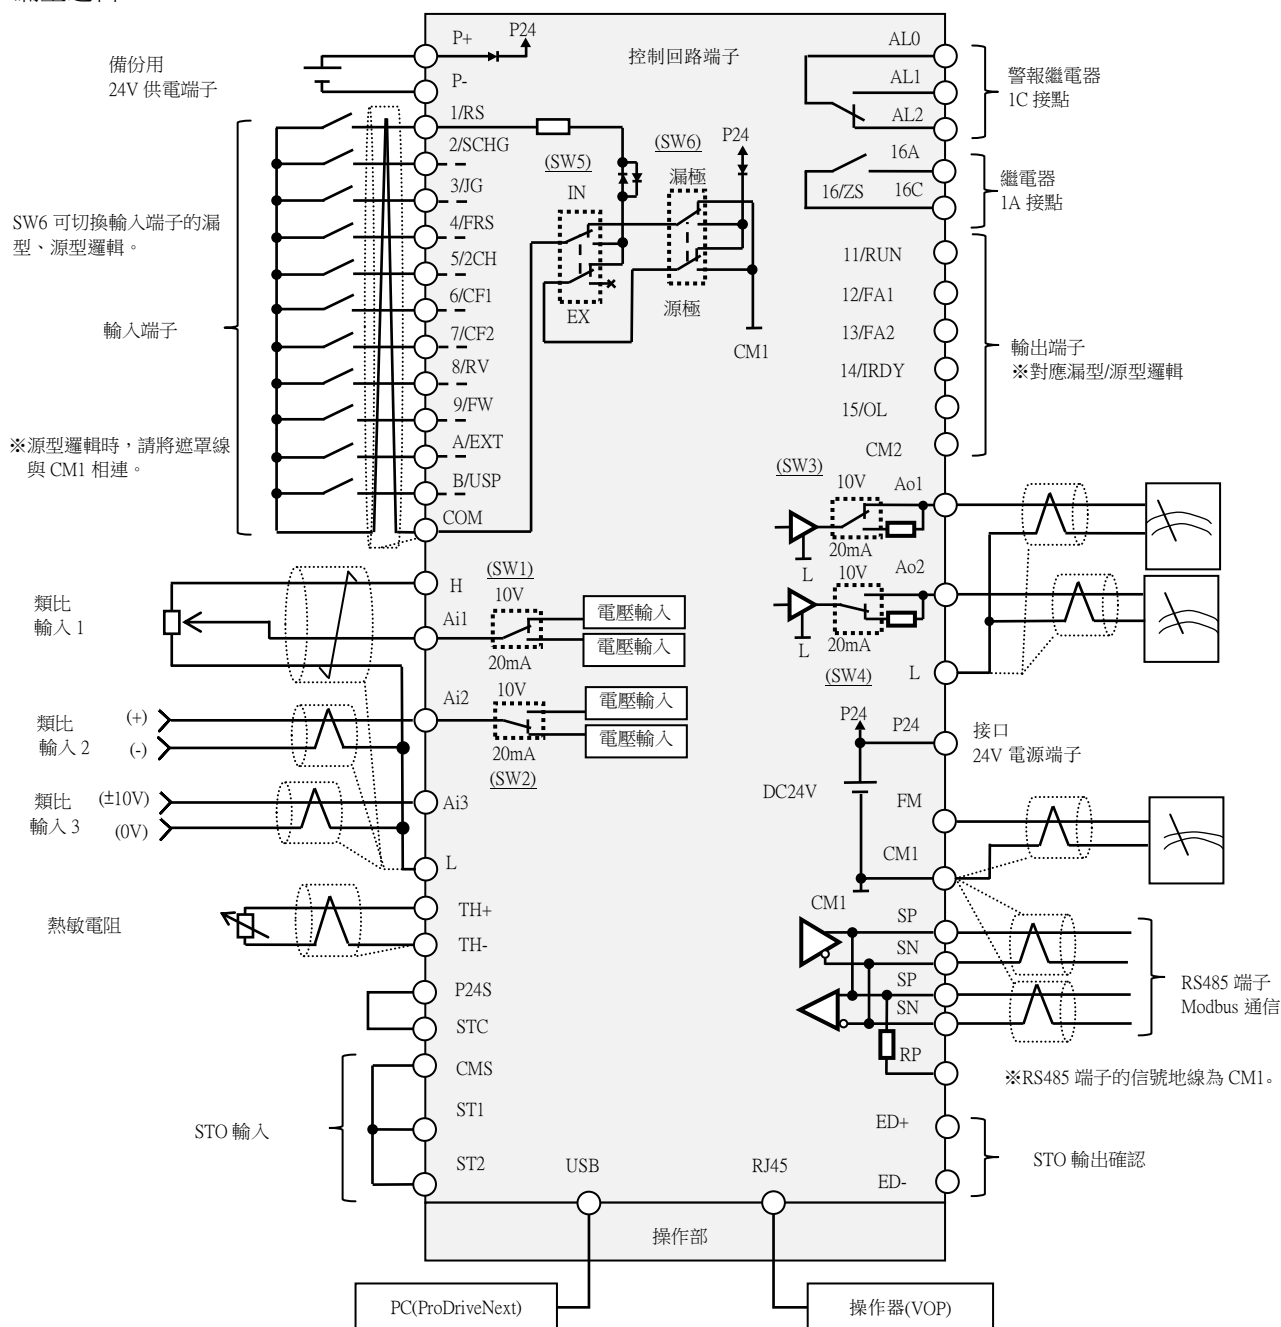 P+
P24
控制回路端子
AL0
備份用
24V 供電端子
P-
AL1
AL2
警報繼電器
1C 接點
1/RS
2/SCHG
3/JG
4/FRS
5/2CH
6/CF1
7/CF2
8/RV
9/FW
A/EXT
B/USP
COM
(SW5)
IN
EX
(SW6)
漏極
源極
P24
CM1
16A
16/ZS
16C
繼電器
1A 接點
SW6 可切換輸入端子的漏
型、源型邏輯。
輸入端子
※源型邏輯時，請將遮罩線
與 CM1 相連。
11/RUN
12/FA1
13/FA2
14/IRDY
15/OL
CM2
輸出端子
※對應漏型/源型邏輯
(SW3)
10V
Ao1
20mA
L
10V
Ao2
20mA
L
(SW4)
L
類比
輸入 1
H
Ai1
(SW1)
10V
20mA
電壓輸入
電壓輸入
類比
輸入 2
(+)
(-)
Ai2
10V
20mA
(SW2)
電壓輸入
電壓輸入
類比
輸入 3
(±10V)
(0V)
Ai3
L
P24
P24
接口
24V 電源端子
DC24V
FM
CM1
CM1
熱敏電阻
TH+
TH-
P24S
STC
SP
SN
SP
SN
RP
RS485 端子
Modbus 通信
※RS485 端子的信號地線為 CM1。
STO 輸入
CMS
ST1
ST2
ED+
ED-
STO 輸出確認
USB
RJ45
操作部
PC(ProDriveNext)
操作器(VOP)